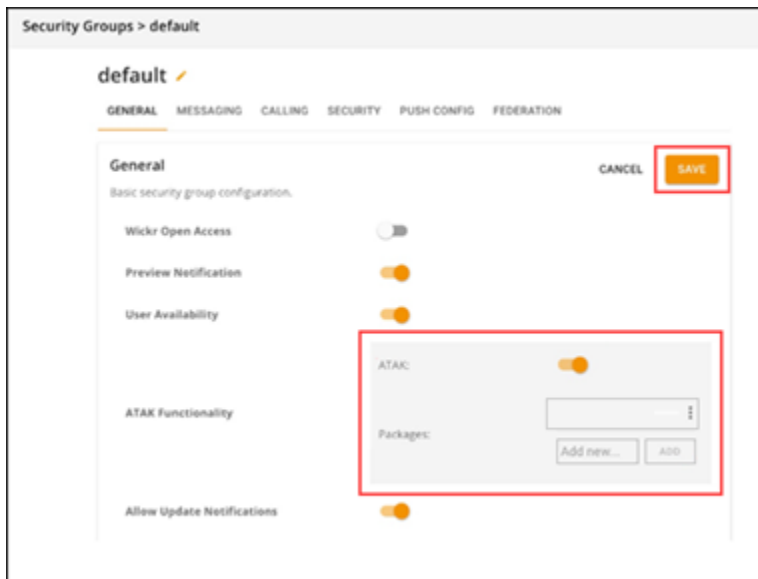 Security Groups > default
default
GENERAL MESSAGING CALLING SECURITY PUSH CONFIG FEDERATION
General
CANCEL
SAVE
Basic security group configuration.
Wickr Open Access
Preview Notification
User Availability
ATAK Functionality
ATAK:
Packages:
Add new...
ADD
Allow Update Notifications